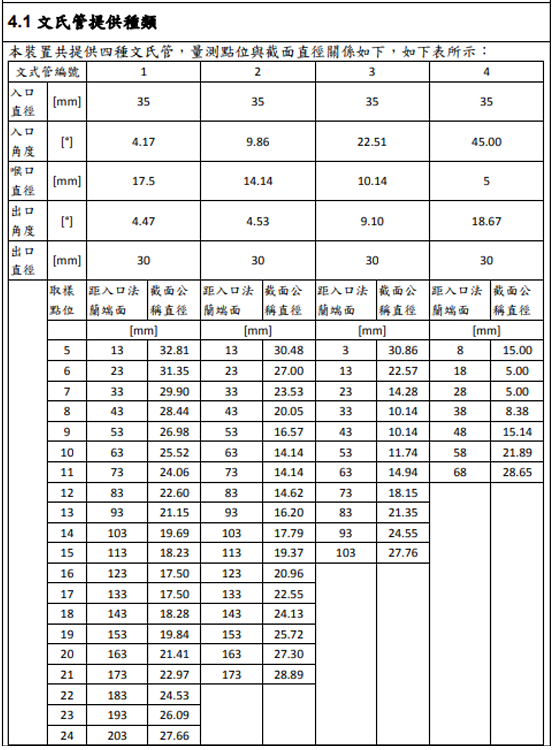 4.1 文氏管提供種類
本裝置共提供四種文氏管，量測點位與截面直徑關係如下，如下表所示：
文式管編號 1 2 3 4
入口直徑 [mm] 35 35 35 35
入口角度 [°] 4.17 9.86 22.51 45.00
喉口直徑 [mm] 17.5 14.14 10.14 5
出口角度 [°] 4.47 4.53 9.10 18.67
出口直徑 [mm] 30 30 30 30
取樣點位 距入口法蘭端面 截面公稱直徑 距入口法蘭端面 截面公稱直徑 距入口法蘭端面 截面公稱直徑 距入口法蘭端面 截面公稱直徑
[mm] [mm] [mm] [mm]
5 13 32.81 13 30.48 3 30.86 8 15.00
6 23 31.35 23 27.00 13 22.57 18 5.00
7 33 29.90 33 23.53 23 14.28 28 5.00
8 43 28.44 43 20.05 33 10.14 38 8.38
9 53 26.98 53 16.57 43 10.14 48 15.14
10 63 25.52 63 14.14 53 11.74 58 21.89
11 73 24.06 73 14.14 63 14.94 68 28.65
12 83 22.60 83 14.62 73 18.15
13 93 21.15 93 16.20 83 21.35
14 103 19.69 103 17.79 93 24.55
15 113 18.23 113 19.37 103 27.76
16 123 17.50 123 20.96
17 133 17.50 133 22.55
18 143 18.28 143 24.13
19 153 19.84 153 25.72
20 163 21.41 163 27.30
21 173 22.97 173 28.89
22 183 24.53
23 193 26.09
24 203 27.66